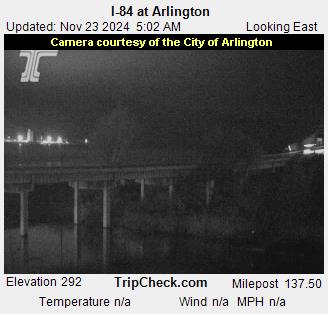 I-84 at Arlington
Updated: Nov 23 2024 5:02 AM Looking East
Camera courtesy of the City of Arlington
Elevation 292 TripCheck.com Milepost 137.50
Temperature n/a Wind n/a MPH n/a